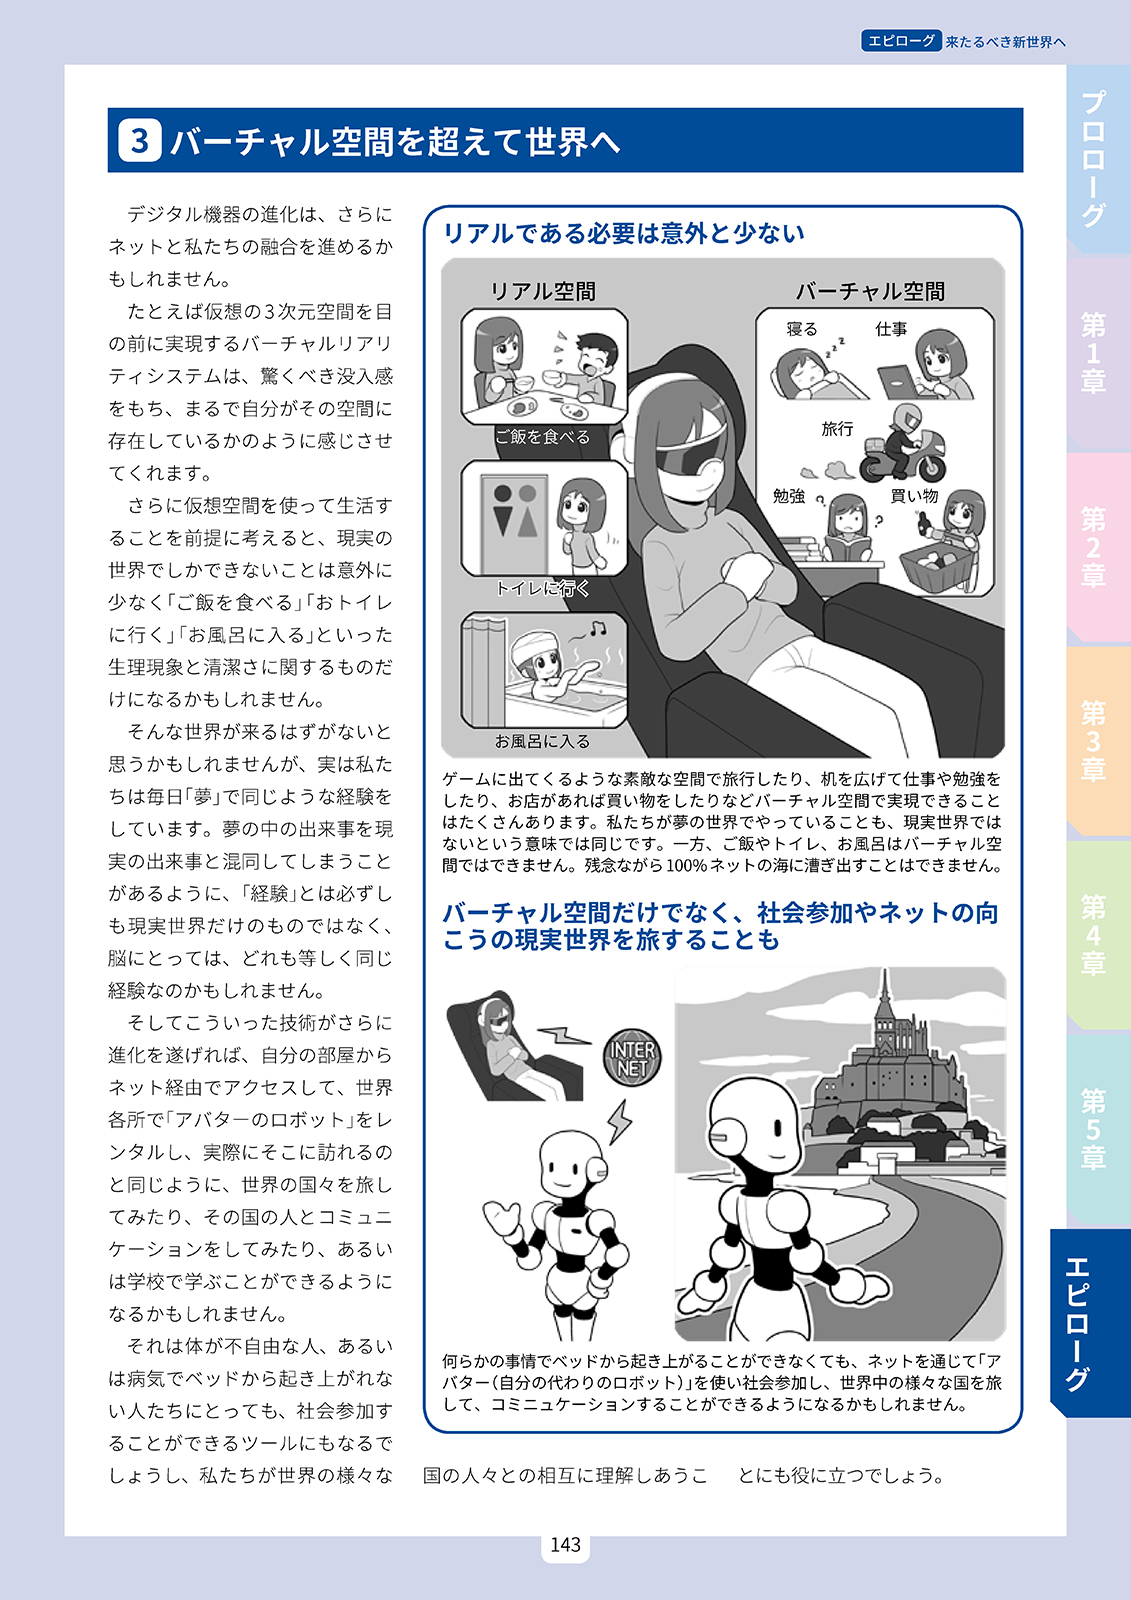 エピローグ 来たるべき新世界へ
3 バーチャル空間を超えて世界へ
デジタル機器の進化は、さらに
ネットと私たちの融合を進めるか
もしれません。
たとえば仮想の3次元空間を目
の前に実現するバーチャルリアリ
ティシステムは、驚くべき没入感
をもち、まるで自分がその空間に
存在しているかのように感じさせ
てくれます。
さらに仮想空間を使って生活す
ることを前提に考えると、現実の
世界でしかできないことは意外に
少なく「ご飯を食べる」「おトイレ
に行く」「お風呂に入る」といった
生理現象と清潔さに関するものだ
けになるかもしれません。
そんな世界が来るはずがないと
思うかもしれませんが、実は私た
ちは毎日「夢」で同じような経験を
しています。夢の中の出来事を現
実の出来事と混同してしまうこと
があるように、「経験」とは必ずし
も現実世界だけのものではなく、
脳にとっては、どれも等しく同じ
経験なのかもしれません。
そしてこういった技術がさらに
進化を遂げれば、自分の部屋から
ネット経由でアクセスして、世界
各所で「アバターのロボット」をレ
ンタルし、実際にそこに訪れるの
と同じように、世界の国々を旅し
てみたり、その国の人とコミュニ
ケーションをしてみたり、あるい
は学校で学ぶことができるように
なるかもしれません。
それは体が不自由な人、あるい
は病気でベッドから起き上がれな
い人たちにとっても、社会参加す
ることができるツールにもなるで
しょうし、私たちが世界の様々な
国の人々との相互に理解しあうこ
とにも役に立つでしょう。
リアルである必要は意外と少ない
リアル空間
ご飯を食べる
トイレに行く
お風呂に入る
バーチャル空間
寝る
zzz
仕事
旅行
勉強
? ?
買い物
ゲームに出てくるような素敵な空間で旅行したり、机を広げて仕事や勉強を
したり、お店があれば買い物をしたりなどバーチャル空間で実現できること
はたくさんあります。私たちが夢の世界でやっていることも、現実世界では
ないという意味では同じです。一方、ご飯やトイレ、お風呂はバーチャル空
間ではできません。残念ながら100%ネットの海に漕ぎ出すことはできません。
バーチャル空間だけでなく、社会参加やネットの向
こうの現実世界を旅することも
INTER
NET
何らかの事情でベッドから起き上がることができなくても、ネットを通じて「ア
バター（自分の代わりのロボット）」を使い社会参加し、世界中の様々な国を旅
して、コミニュケーションすることができるようになるかもしれません。
プロローグ
第1章
第2章
第3章
第4章
第5章
エピローグ
143